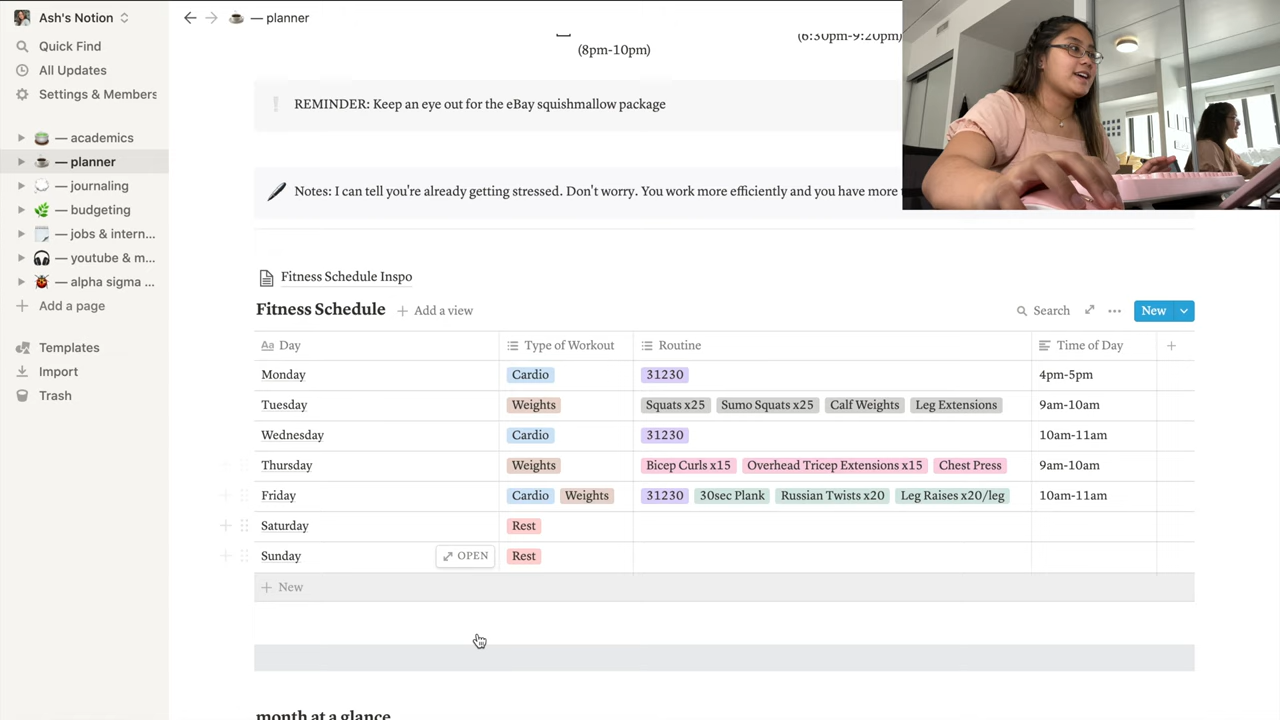 Ash's Notion
Quick Find
All Updates
Settings & Members
— academics
— planner
— journaling
— budgeting
— jobs & intern...
— youtube & m...
— alpha sigma ...
Add a page
Templates
Import
Trash
— planner
(8pm-10pm)
(6:30pm-9:20pm)
REMINDER: Keep an eye out for the eBay squishmallow package
Notes: I can tell you're already getting stressed. Don't worry. You work more efficiently and you have more
Fitness Schedule Inspo
Fitness Schedule + Add a view Search New
Aa Day Type of Workout Routine Time of Day +
Monday Cardio 31230 4pm-5pm
Tuesday Weights Squats x25 Sumo Squats x25 Calf Weights Leg Extensions 9am-10am
Wednesday Cardio 31230 10am-11am
Thursday Weights Bicep Curls x15 Overhead Tricep Extensions x15 Chest Press 9am-10am
Friday Cardio Weights 31230 30sec Plank Russian Twists x20 Leg Raises x20/leg 10am-11am
Saturday Rest
Sunday OPEN Rest
+ New
month at a glance